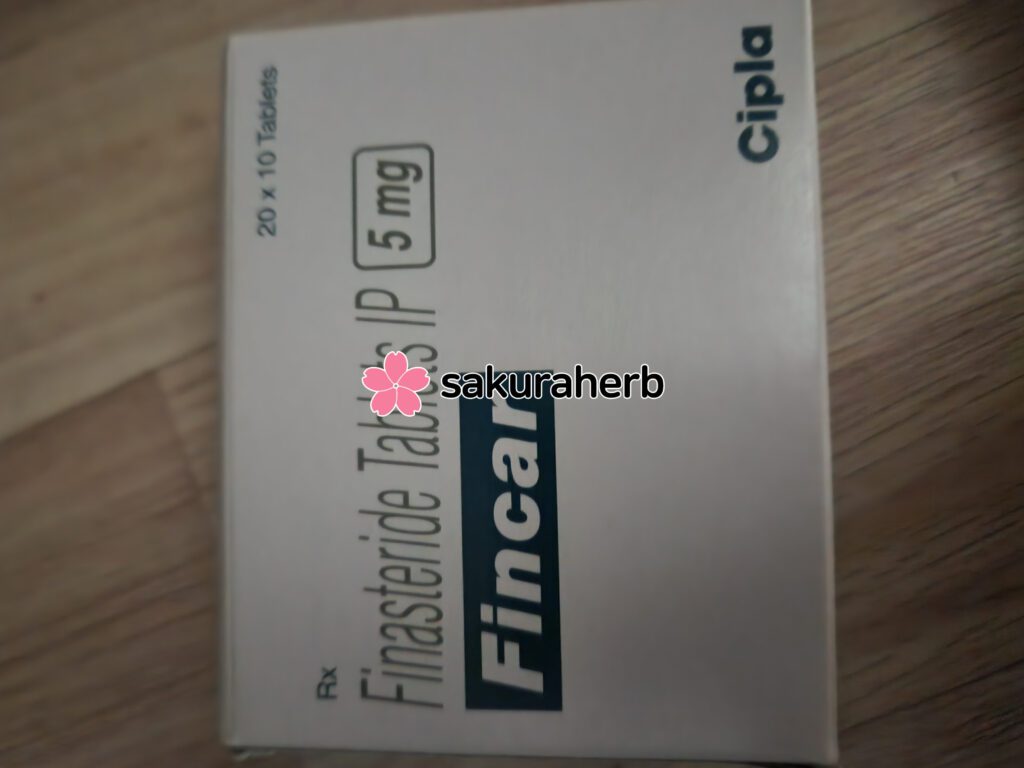 20 x 10 Tablets
Rx
Finasteride Tablets IP 5 mg
Fincar
Cipla
sakuraherb